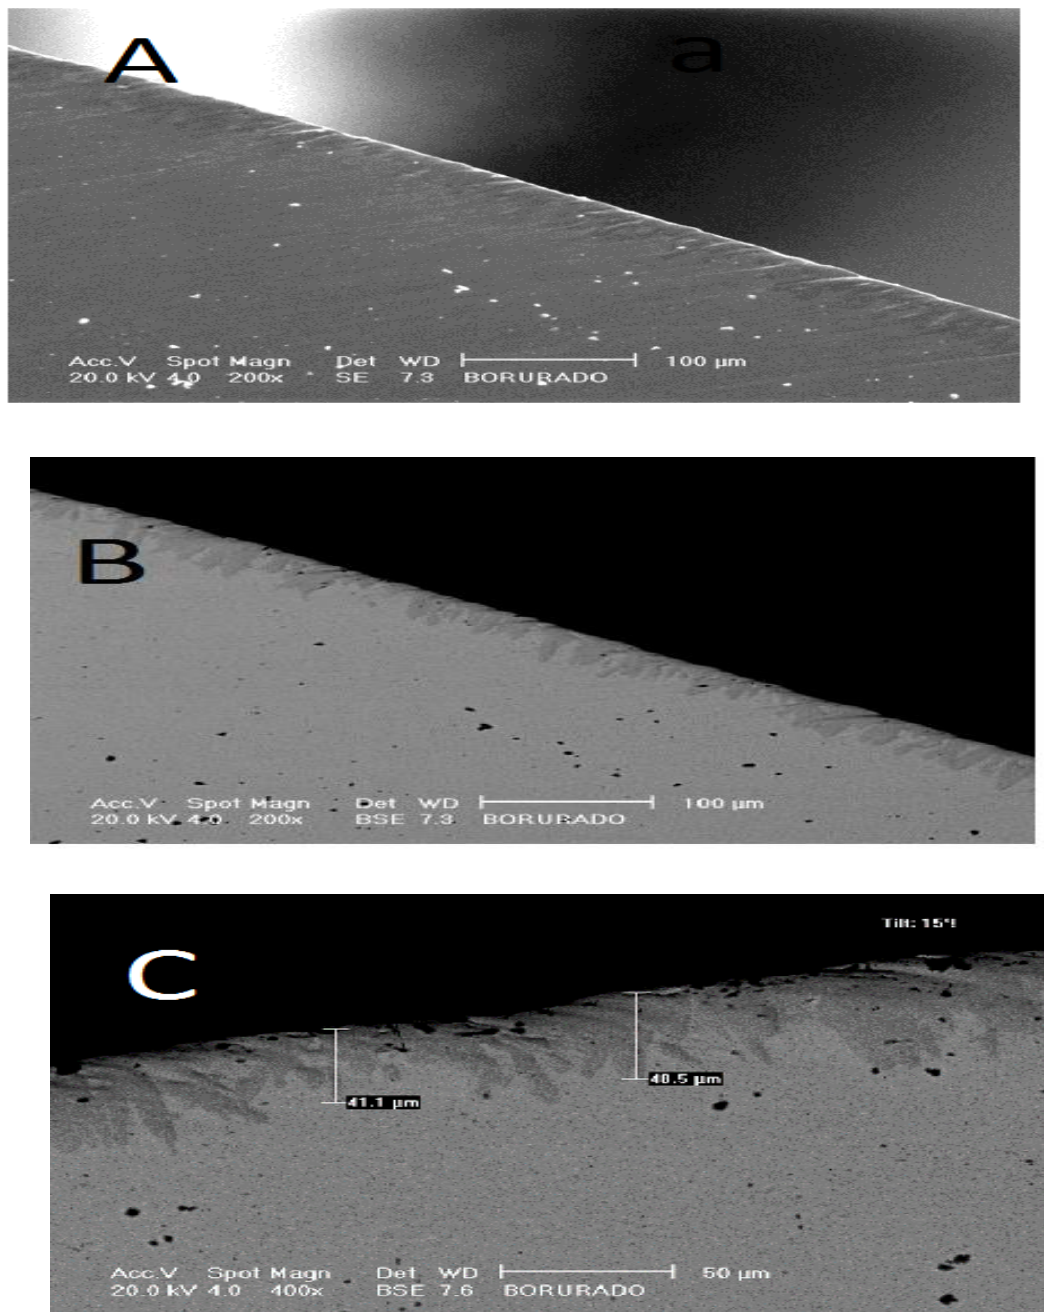 A
a
Acc.V Spot Magn Det WD 100 µm
20.0 kV 4.0 200x SE 7.3 BORURADO
B
Acc.V Spot Magn Det WD 100 µm
20.0 kV 4.0 200x BSE 7.3 BORURADO
Tilt: 15°
C
48.5 µm
41.1 µm
Acc.V Spot Magn Det WD 50 µm
20.0 kV 4.0 400x BSE 7.6 BORURADO